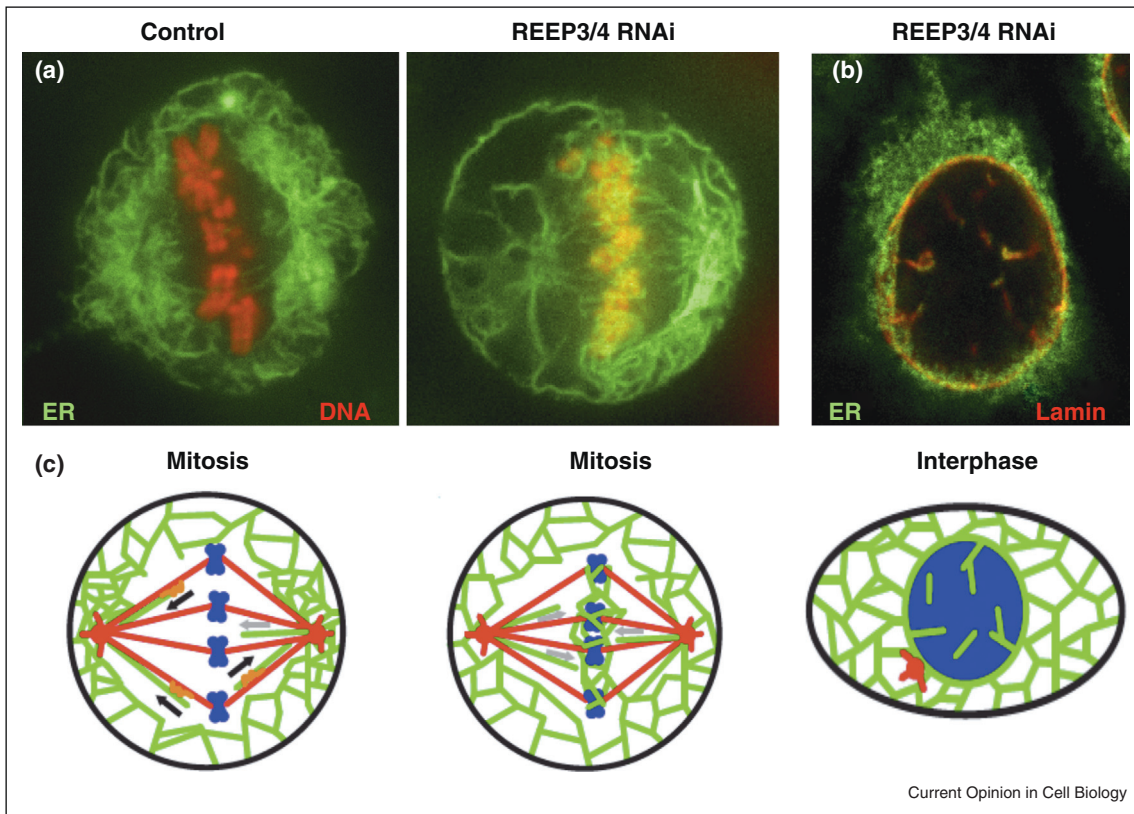 Control
REEP3/4 RNAi
REEP3/4 RNAi
(a)
(b)
ER
DNA
ER
Lamin
(c)
Mitosis
Mitosis
Interphase
Current Opinion in Cell Biology